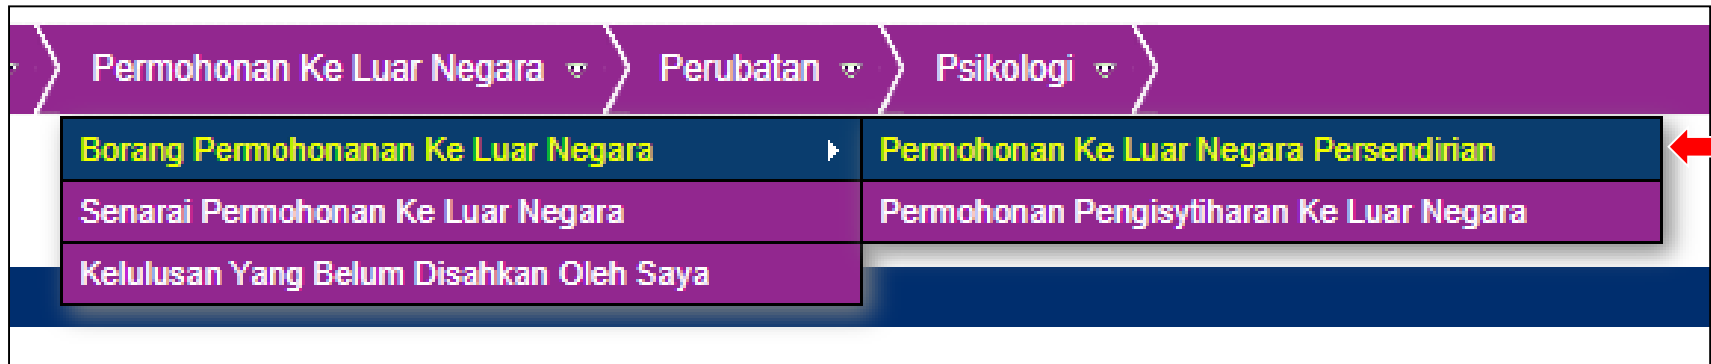 Permohonan Ke Luar Negara Perubatan Psikologi
Borang Permohonanan Ke Luar Negara Permohonan Ke Luar Negara Persendirian
Senarai Permohonan Ke Luar Negara Permohonan Pengisytiharan Ke Luar Negara
Kelulusan Yang Belum Disahkan Oleh Saya